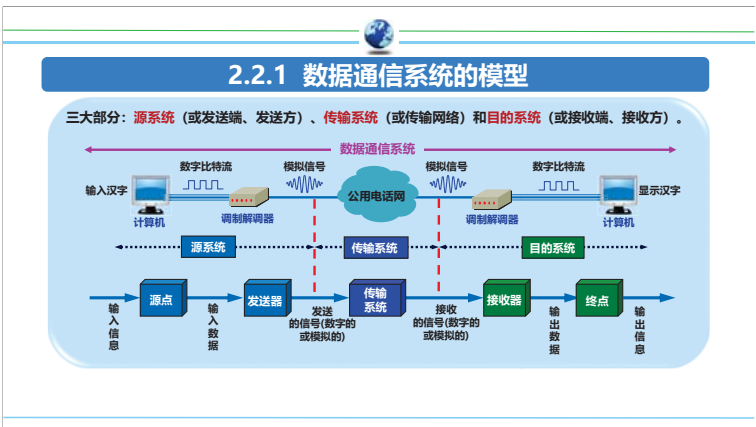 2.2.1 数据通信系统的模型
三大部分：源系统（或发送端、发送方）、传输系统（或传输网络）和目的系统（或接收端、接收方）。
数据通信系统
数字比特流
模拟信号
模拟信号
数字比特流
输入汉字
公用电话网
显示汉字
计算机
调制解调器
调制解调器
计算机
源系统
传输系统
目的系统
源点
发送器
传输
系统
接收器
终点
输入信息
输入数据
发送
的信号(数字的
或模拟的)
接收
的信号(数字的
或模拟的)
输出数据
输出信息